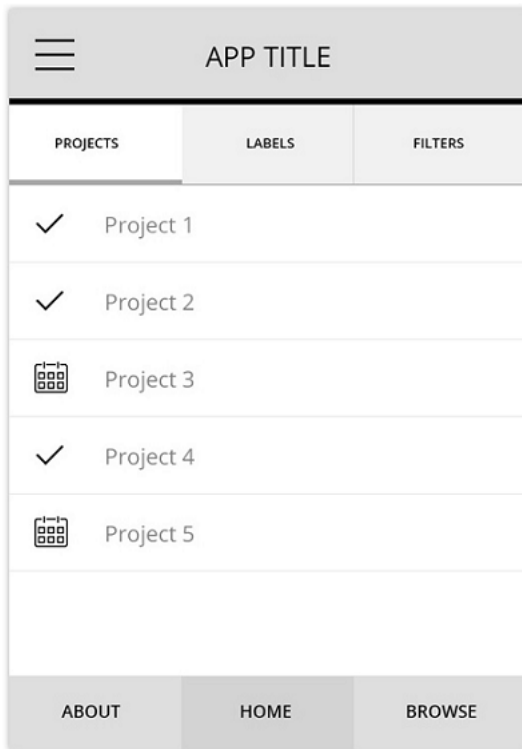 APP TITLE
PROJECTS LABELS FILTERS
Project 1
Project 2
Project 3
Project 4
Project 5
ABOUT HOME BROWSE